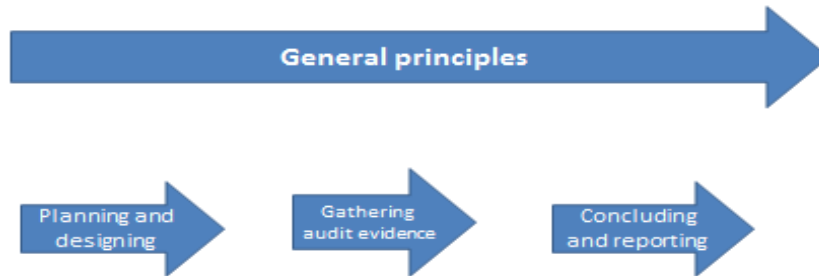 General principles
Planning and
designing
Gathering
audit evidence
Concluding
and reporting